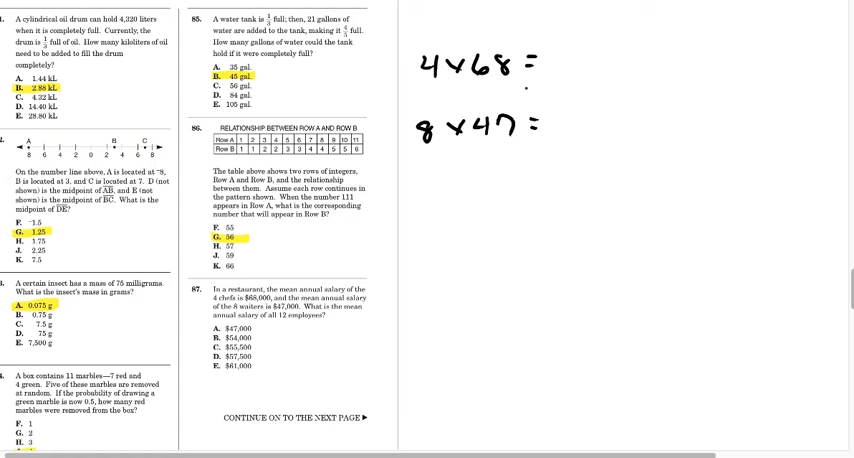 1. A cylindrical oil drum can hold 4,320 liters
when it is completely full. Currently, the
drum is 1/3 full of oil. How many kiloliters of oil
need to be added to fill the drum
completely?
A. 1.44 kL
B. 2.88 kL
C. 4.32 kL
D. 14.40 kL
E. 28.80 kL
2.
A B C
8 6 4 2 0 2 4 6 8
On the number line above, A is located at ⁻8,
B is located at 3, and C is located at 7. D (not
shown) is the midpoint of AB, and E (not
shown) is the midpoint of BC. What is the
midpoint of DE?
F. ⁻1.5
G. 1.25
H. 1.75
J. 2.25
K. 7.5
3. A certain insect has a mass of 75 milligrams.
What is the insect's mass in grams?
A. 0.075 g
B. 0.75 g
C. 7.5 g
D. 75 g
E. 7,500 g
4. A box contains 11 marbles—7 red and
4 green. Five of these marbles are removed
at random. If the probability of drawing a
green marble is now 0.5, how many red
marbles were removed from the box?
F. 1
G. 2
H. 3
85. A water tank is 1/3 full; then, 21 gallons of
water are added to the tank, making it 4/5 full.
How many gallons of water could the tank
hold if it were completely full?
A. 35 gal.
B. 45 gal.
C. 56 gal.
D. 84 gal.
E. 105 gal.
86. RELATIONSHIP BETWEEN ROW A AND ROW B
Row A 1 2 3 4 5 6 7 8 9 10 11
Row B 1 1 2 2 3 3 4 4 5 5 6
The table above shows two rows of integers,
Row A and Row B, and the relationship
between them. Assume each row continues in
the pattern shown. When the number 111
appears in Row A, what is the corresponding
number that will appear in Row B?
F. 55
G. 56
H. 57
J. 59
K. 66
87. In a restaurant, the mean annual salary of the
4 chefs is $68,000, and the mean annual salary
of the 8 waiters is $47,000. What is the mean
annual salary of all 12 employees?
A. $47,000
B. $54,000
C. $55,500
D. $57,500
E. $61,000
CONTINUE ON TO THE NEXT PAGE ►
4 x 68 =
8 x 47 =